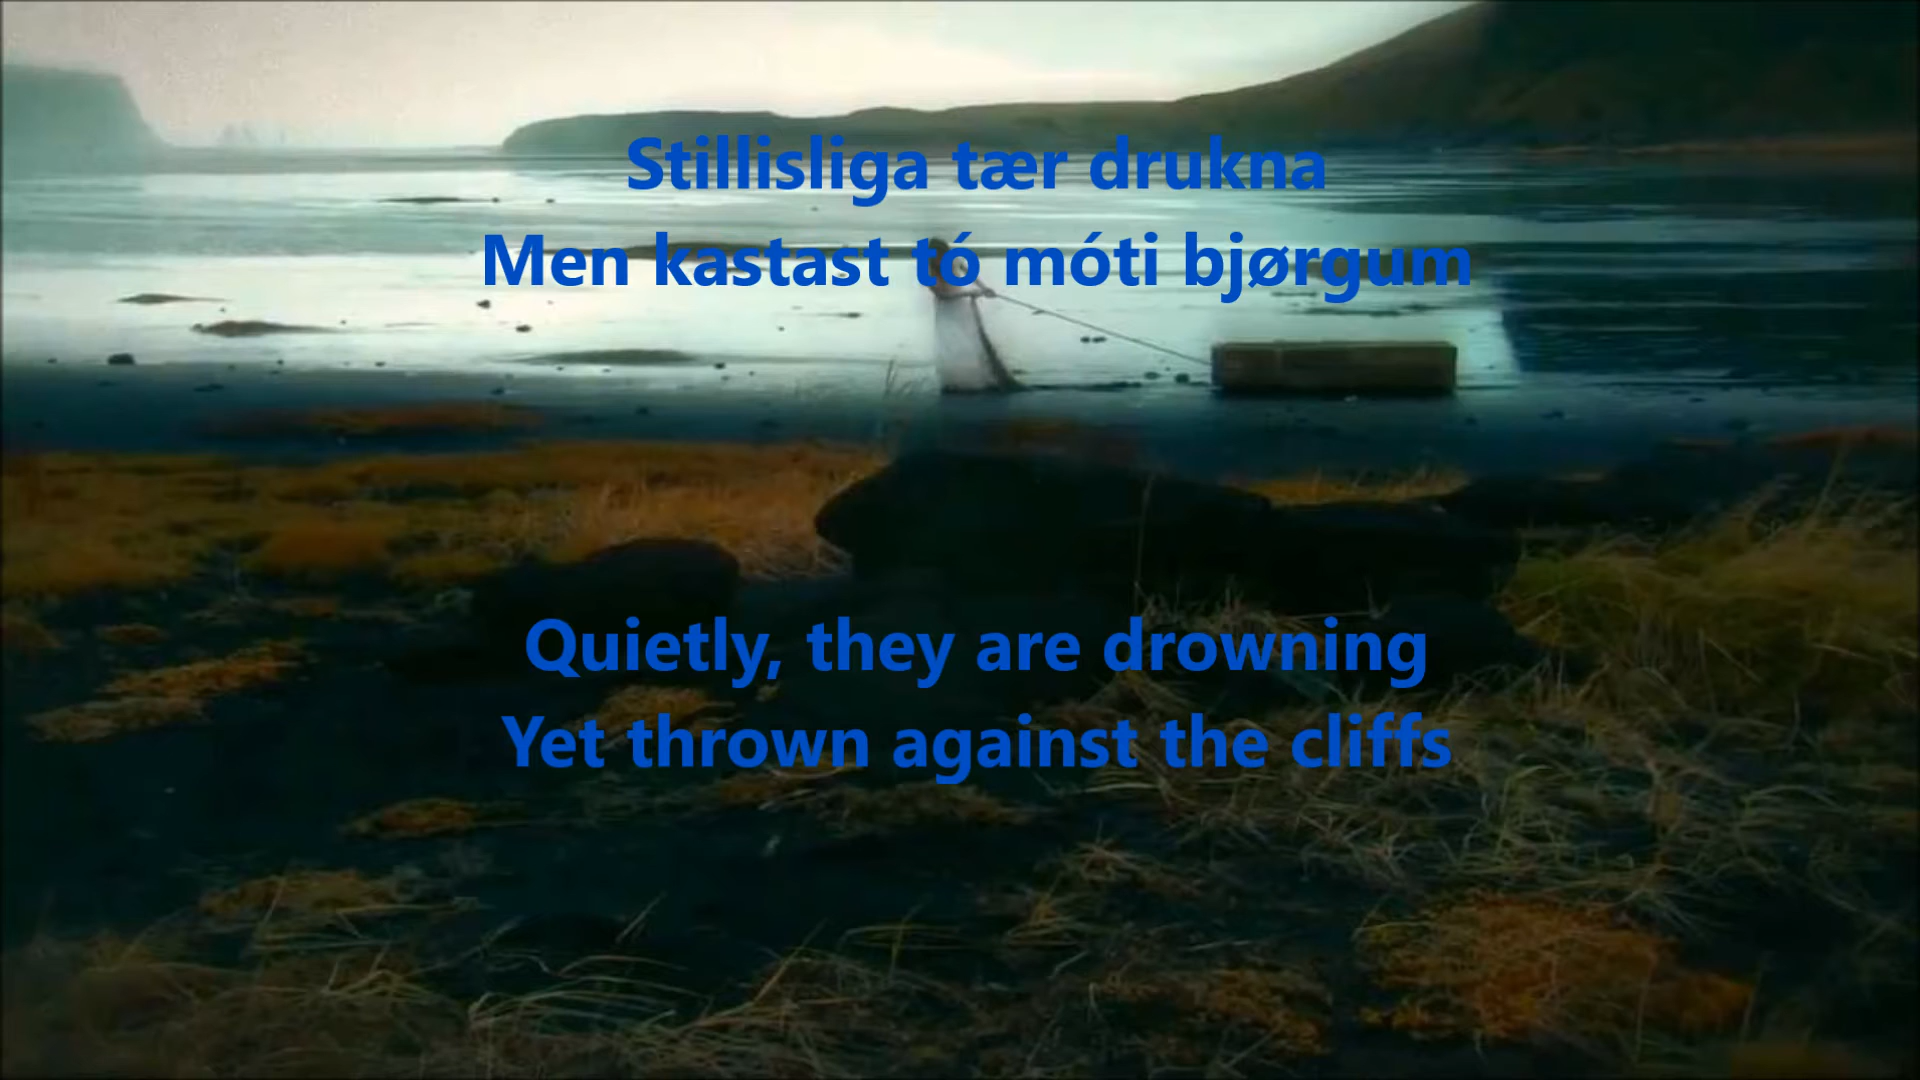 Stillisliga tær drukna
Men kastast tó móti bjørgum
Quietly, they are drowning
Yet thrown against the cliffs